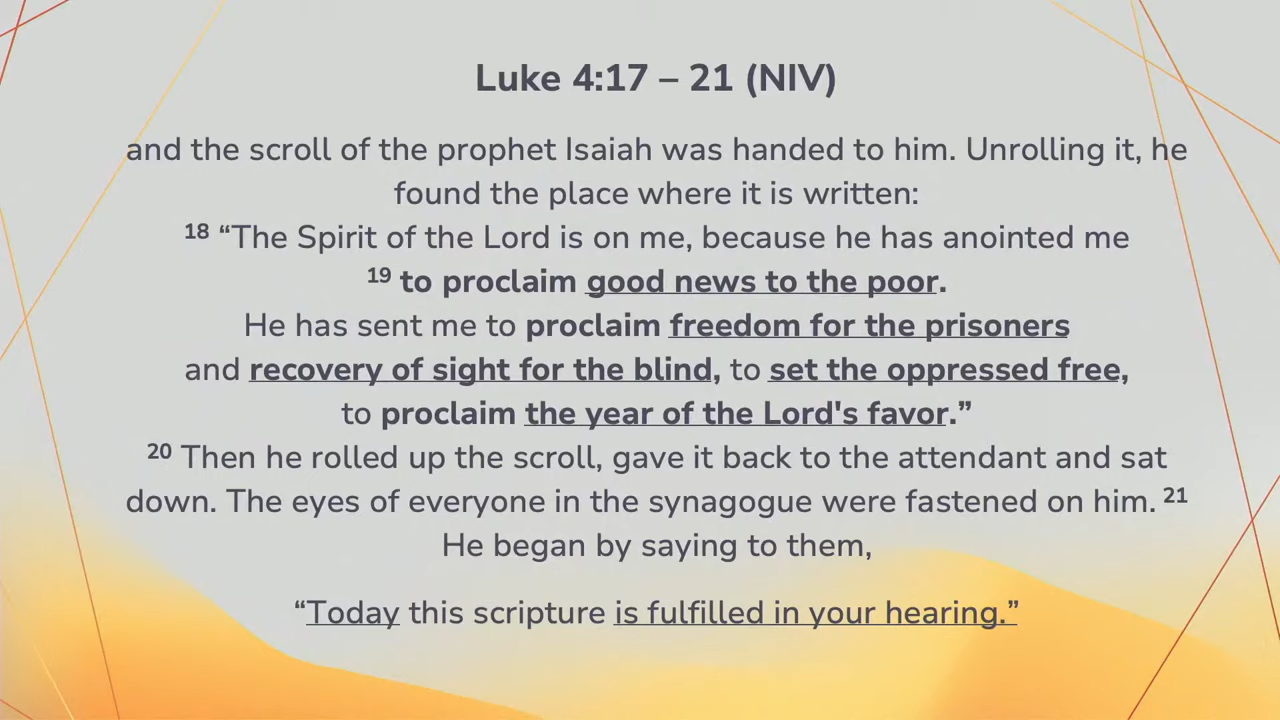 Luke 4:17 – 21 (NIV)
and the scroll of the prophet Isaiah was handed to him. Unrolling it, he
found the place where it is written:
18 “The Spirit of the Lord is on me, because he has anointed me
19 to proclaim good news to the poor.
He has sent me to proclaim freedom for the prisoners
and recovery of sight for the blind, to set the oppressed free,
to proclaim the year of the Lord's favor.”
20 Then he rolled up the scroll, gave it back to the attendant and sat
down. The eyes of everyone in the synagogue were fastened on him. 21
He began by saying to them,
“Today this scripture is fulfilled in your hearing.”